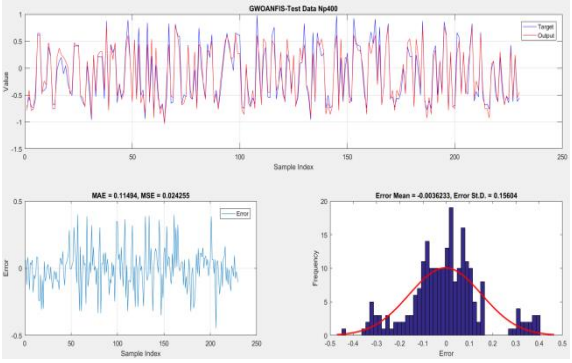 GWOANFIS-Test Data Np400
Value
1.5
1
0.5
0
-0.5
-1
-1.5
0 50 100 150 200 250
Sample Index
Target
Output
MAE = 0.11494, MSE = 0.024255
Error
0.5
0
-0.5
0 50 100 150 200 250
Sample Index
Error
Error Mean = -0.0036233, Error St.D. = 0.15604
Frequency
20
15
10
5
0
-0.5 -0.4 -0.3 -0.2 -0.1 0 0.1 0.2 0.3 0.4 0.5
Error